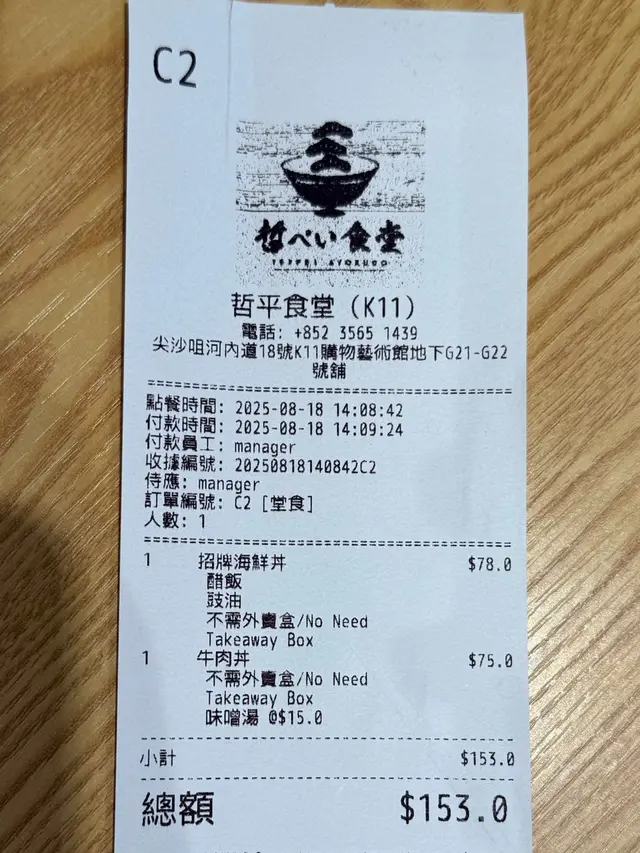 C2
哲ぺい食堂
哲平食堂 (K11)
電話: +852 3565 1439
尖沙咀河內道18號K11購物藝術館地下G21-G22
號舖
點餐時間: 2025-08-18 14:08:42
付款時間: 2025-08-18 14:09:24
付款員工: manager
收據編號: 20250818140842C2
侍應: manager
訂單編號: C2 [堂食]
人數: 1
1 招牌海鮮丼 $78.0
醋飯
豉油
不需外賣盒/No Need
Takeaway Box
1 牛肉丼 $75.0
不需外賣盒/No Need
Takeaway Box
味噌湯 @$15.0
小計 $153.0
總額 $153.0